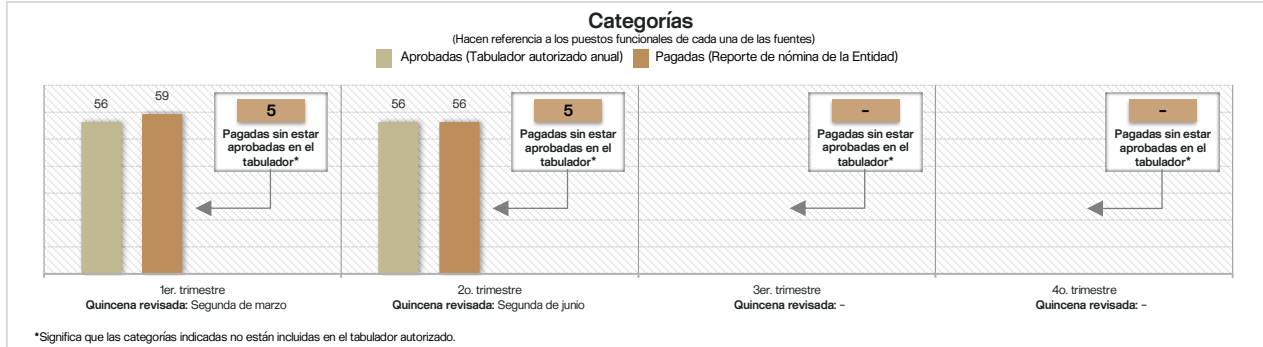 Categorías
(Hacen referencia a los puestos funcionales de cada una de las fuentes)
Aprobadas (Tabulador autorizado anual) Pagadas (Reporte de nómina de la Entidad)
56
59
5
Pagadas sin estar
aprobadas en el
tabulador*
56
56
5
Pagadas sin estar
aprobadas en el
tabulador*
–
Pagadas sin estar
aprobadas en el
tabulador*
–
Pagadas sin estar
aprobadas en el
tabulador*
1er. trimestre
Quincena revisada: Segunda de marzo
2o. trimestre
Quincena revisada: Segunda de junio
3er. trimestre
Quincena revisada: –
4o. trimestre
Quincena revisada: –
*Significa que las categorías indicadas no están incluidas en el tabulador autorizado.